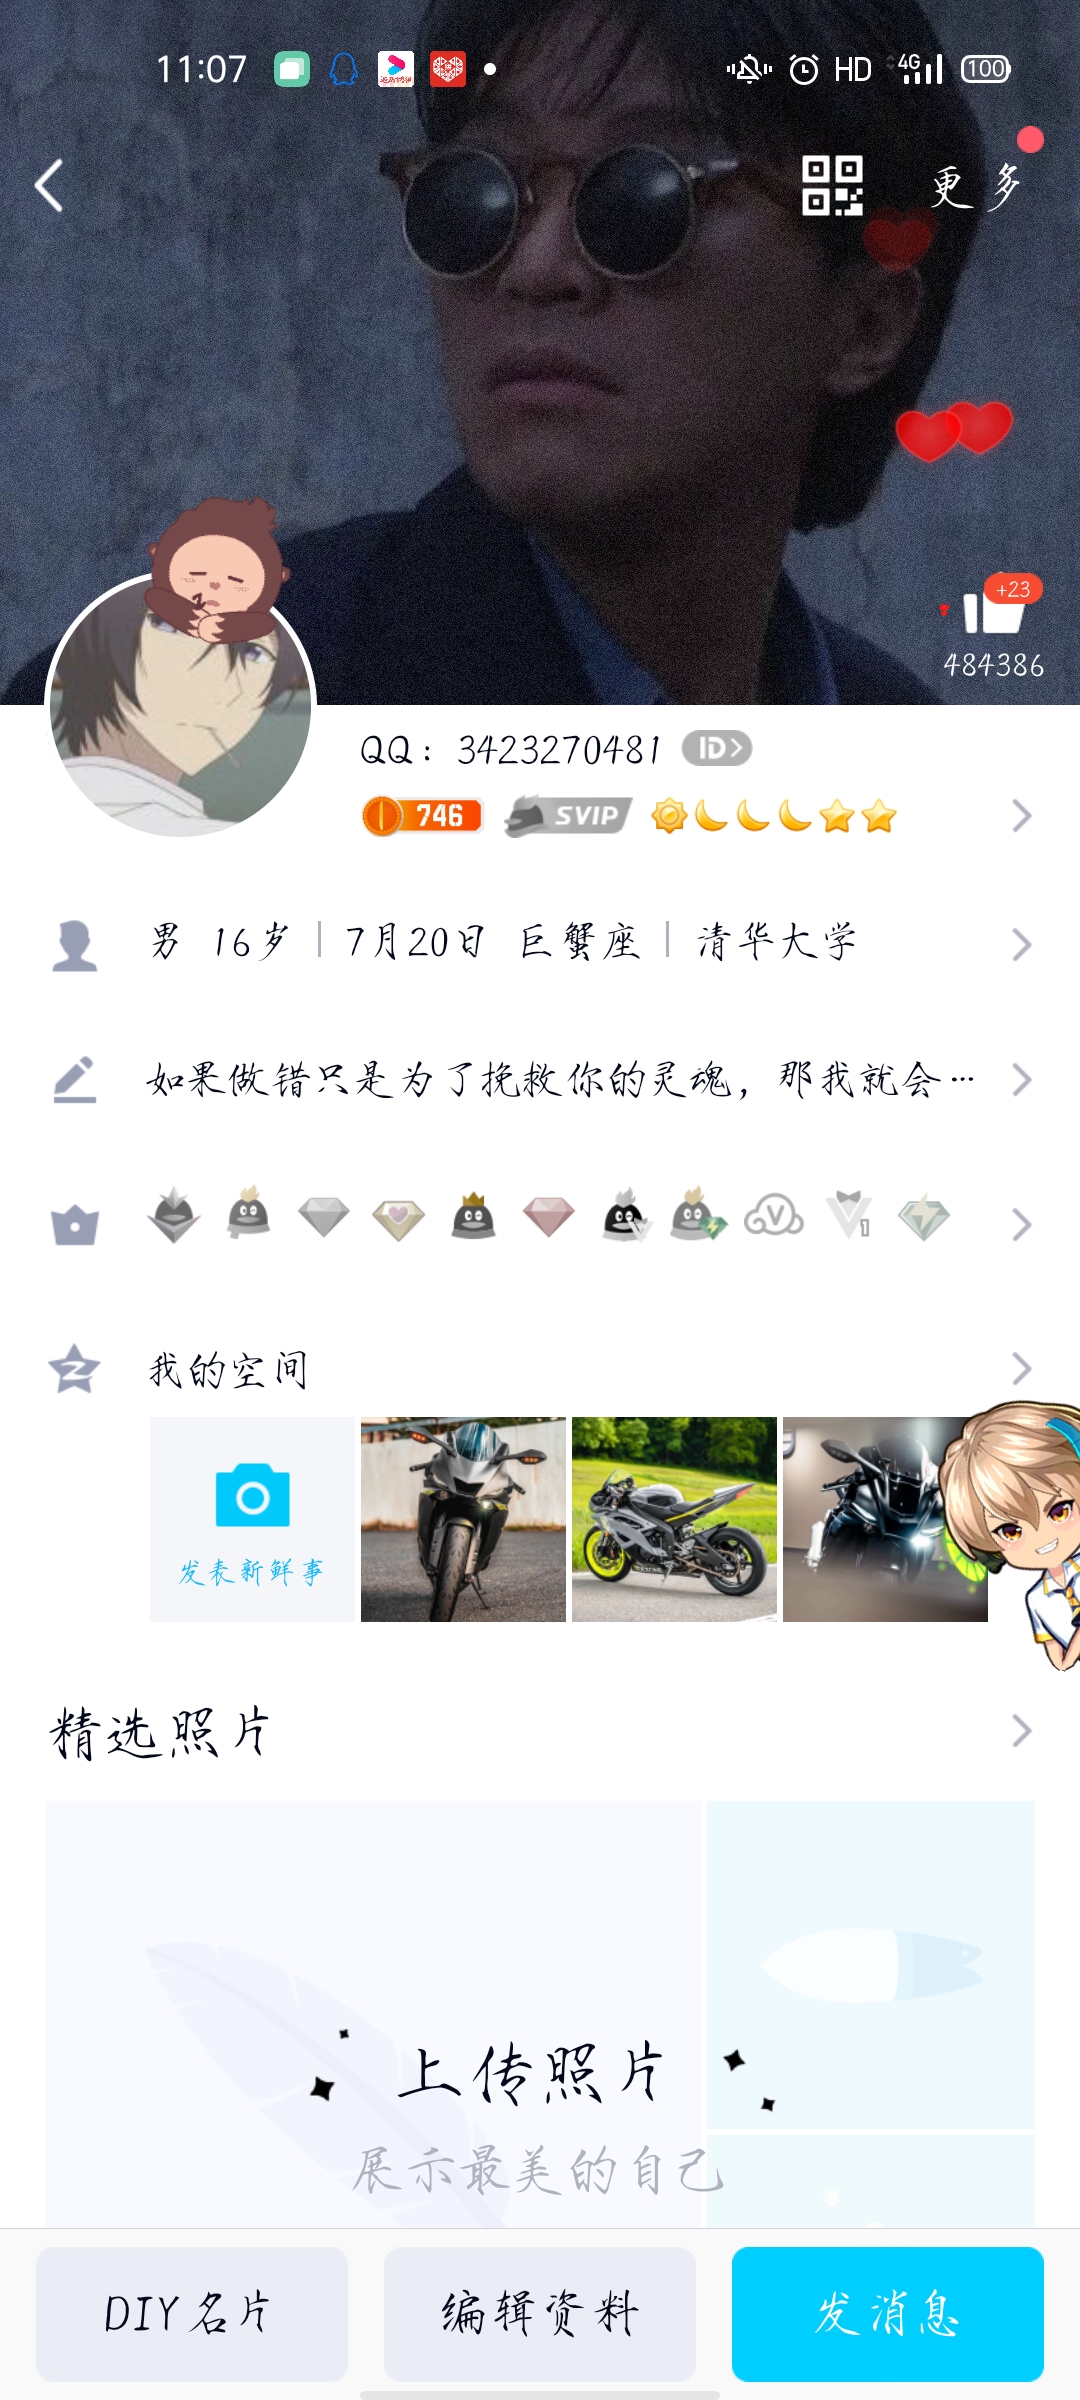 11:07 HD 4G 100
更多
+23
484386
QQ：3423270481 ID
746 SVIP
男 16岁 7月20日 巨蟹座 清华大学
如果做错只是为了挽救你的灵魂，那我就会…
我的空间
发表新鲜事
精选照片
上传照片
展示最美的自己
DIY名片 编辑资料 发消息